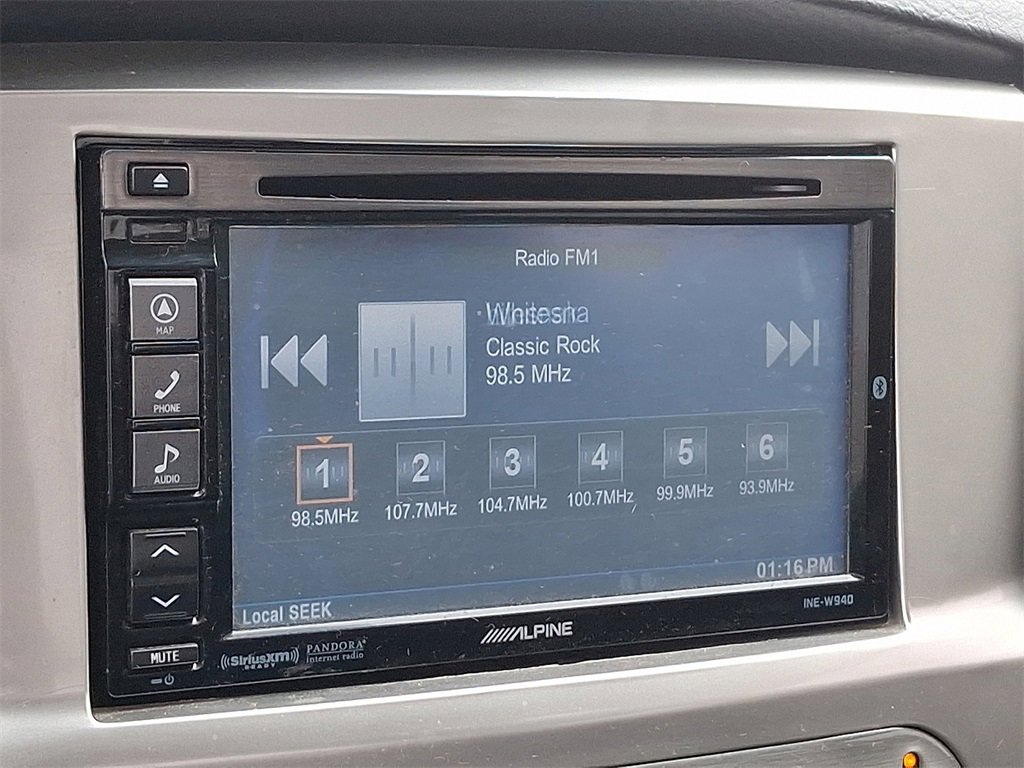 Radio FM1
Classic Rock
98.5 MHz
MAP
PHONE
AUDIO
1 2 3 4 5 6
98.5MHz 107.7MHz 104.7MHz 100.7MHz 99.9MHz 93.9MHz
01:16 PM
Local SEEK
INE-W940
ALPINE
MUTE
((SiriusXM))
READY
PANDORA®
internet radio